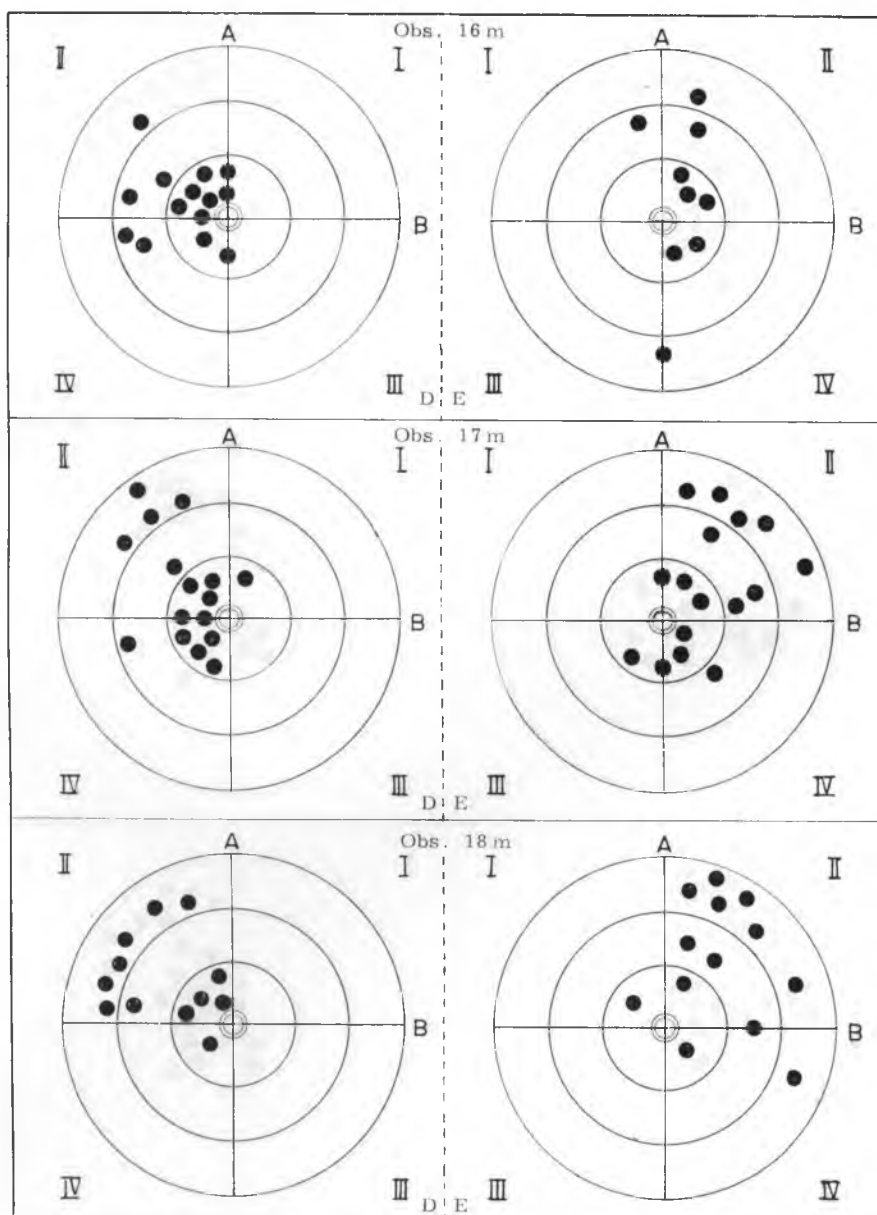 Obs. 16 m
A A
II I I II
B B
IV III III IV
D E
Obs. 17 m
A A
II I I II
B B
IV III III IV
D E
Obs. 18 m
A A
II I I II
B B
IV III III IV
D E